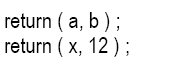 return ( a, b ) ;
return ( x, 12 ) ;